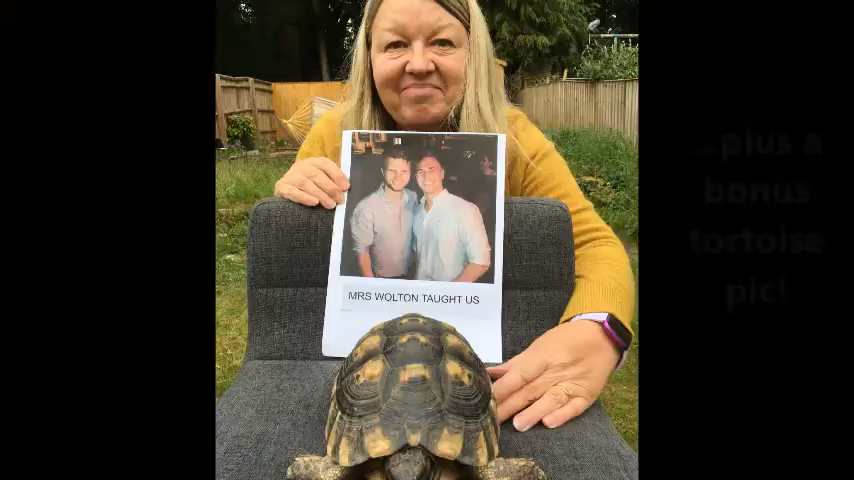 MRS WOLTON TAUGHT US
...plus a
bonus
tortoise
pic!